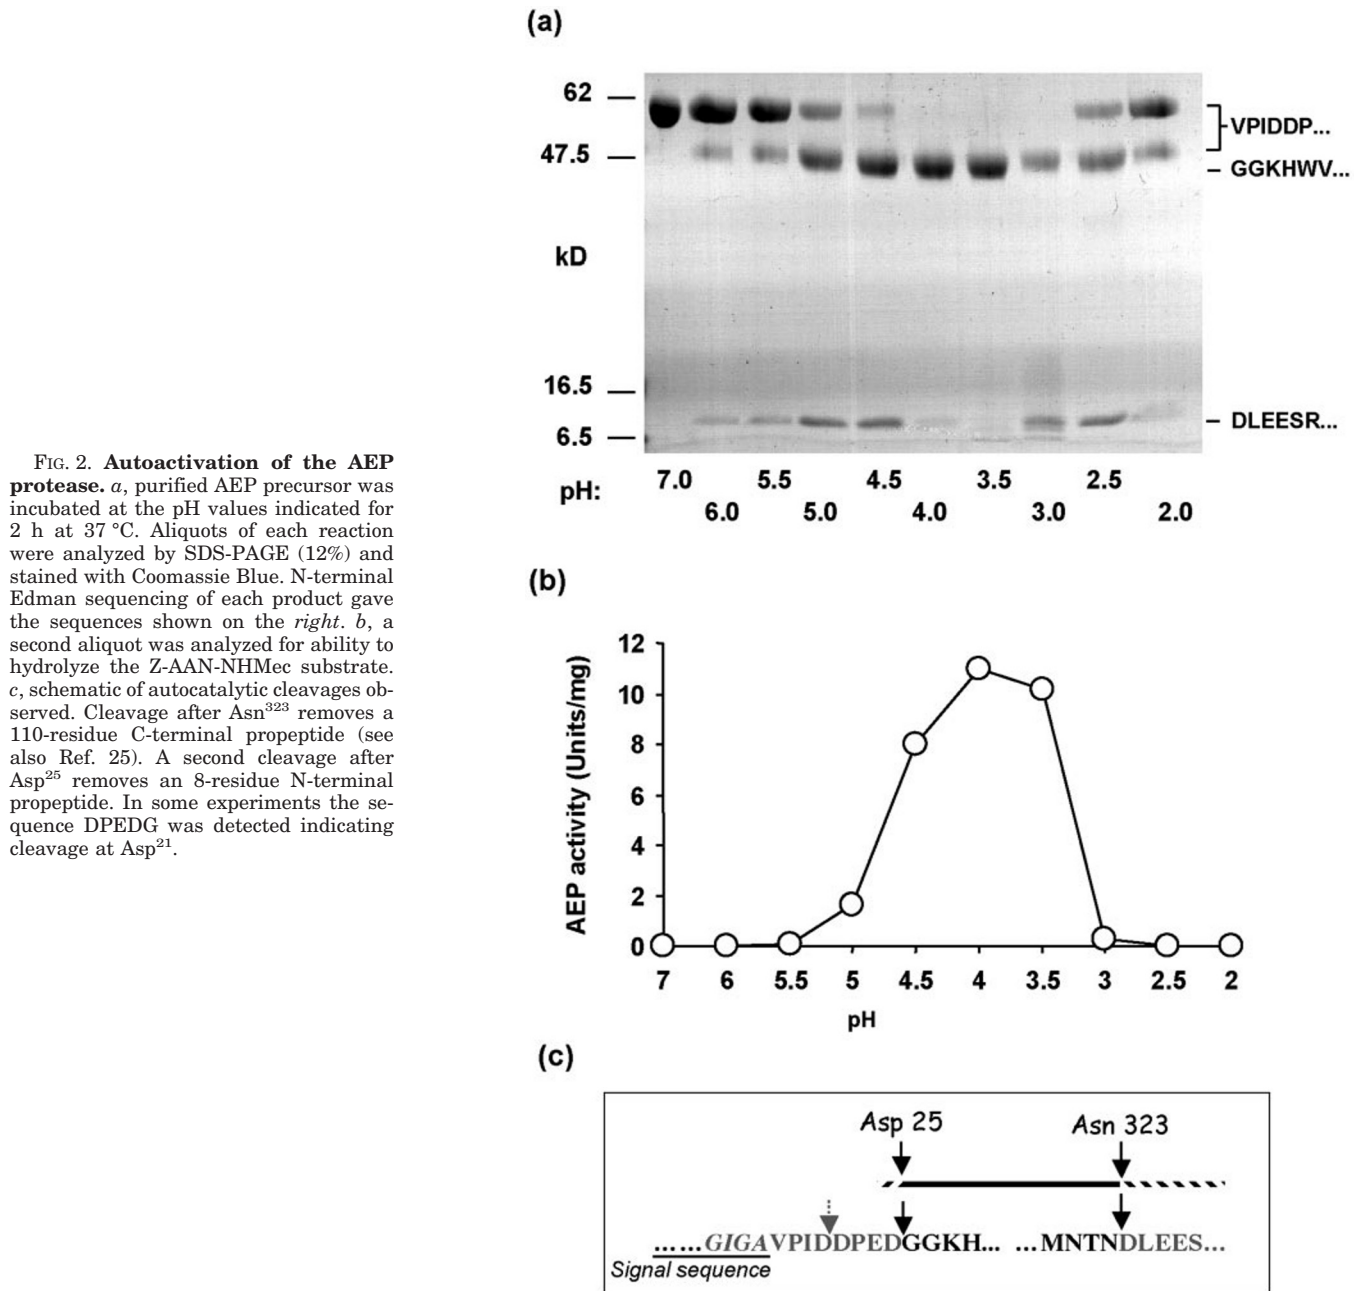 (a)
62
47.5
kD
16.5
6.5
VPIDDP...
GGKHWV...
DLEESR...
pH:
7.0 5.5 4.5 3.5 2.5
6.0 5.0 4.0 3.0 2.0
FIG. 2. Autoactivation of the AEP
protease. a, purified AEP precursor was
incubated at the pH values indicated for
2 h at 37 °C. Aliquots of each reaction
were analyzed by SDS-PAGE (12%) and
stained with Coomassie Blue. N-terminal
Edman sequencing of each product gave
the sequences shown on the right. b, a
second aliquot was analyzed for ability to
hydrolyze the Z-AAN-NHMec substrate.
c, schematic of autocatalytic cleavages ob-
served. Cleavage after Asn323 removes a
110-residue C-terminal propeptide (see
also Ref. 25). A second cleavage after
Asp25 removes an 8-residue N-terminal
propeptide. In some experiments the se-
quence DPEDG was detected indicating
cleavage at Asp21.
(b)
AEP activity (Units/mg)
12
10
8
6
4
2
0
7 6 5.5 5 4.5 4 3.5 3 2.5 2
pH
(c)
Asp 25 Asn 323
......GIGAVPIDDPEDGGKH... ...MNTNDLEES...
Signal sequence